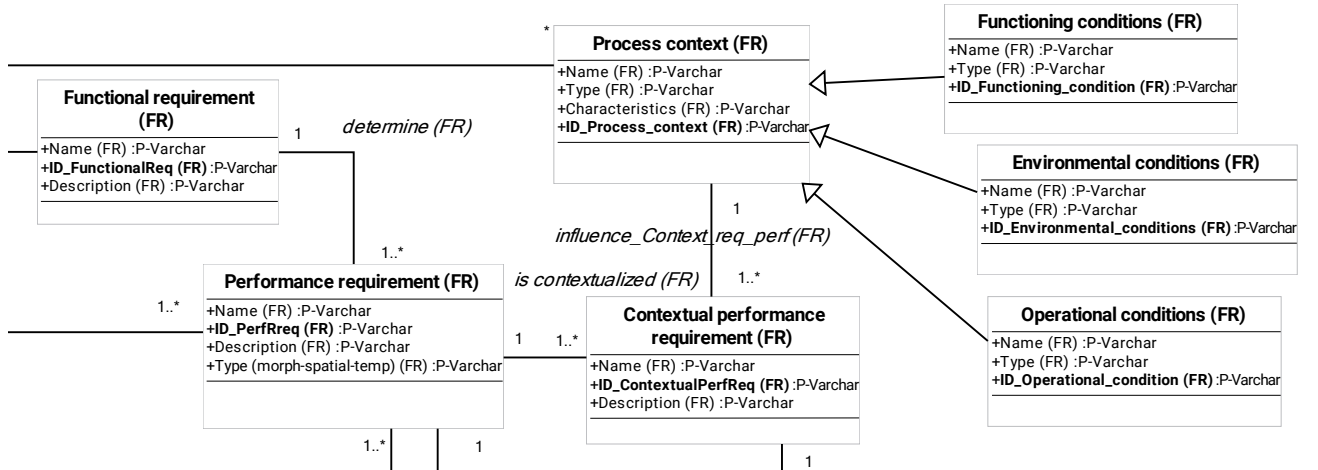 Functioning conditions (FR)
+Name (FR) :P-Varchar
+Type (FR) :P-Varchar
+ID_Functioning_condition (FR) :P-Varchar
*
Process context (FR)
+Name (FR) :P-Varchar
+Type (FR) :P-Varchar
+Characteristics (FR) :P-Varchar
+ID_Process_context (FR) :P-Varchar
Functional requirement
(FR)
+Name (FR) :P-Varchar
+ID_FunctionalReq (FR) :P-Varchar
+Description (FR) :P-Varchar
1
determine (FR)
Environmental conditions (FR)
+Name (FR) :P-Varchar
+Type (FR) :P-Varchar
+ID_Environmental_conditions (FR) :P-Varchar
1
influence_Context_req_perf (FR)
1..*
1..*
Performance requirement (FR)
+Name (FR) :P-Varchar
+ID_PerfRreq (FR) :P-Varchar
+Description (FR) :P-Varchar
+Type (morph-spatial-temp) (FR) :P-Varchar
1..*
is contextualized (FR)
1
1..*
Contextual performance
requirement (FR)
+Name (FR) :P-Varchar
+ID_ContextualPerfReq (FR) :P-Varchar
+Description (FR) :P-Varchar
Operational conditions (FR)
+Name (FR) :P-Varchar
+Type (FR) :P-Varchar
+ID_Operational_condition (FR) :P-Varchar
1..*
1
1